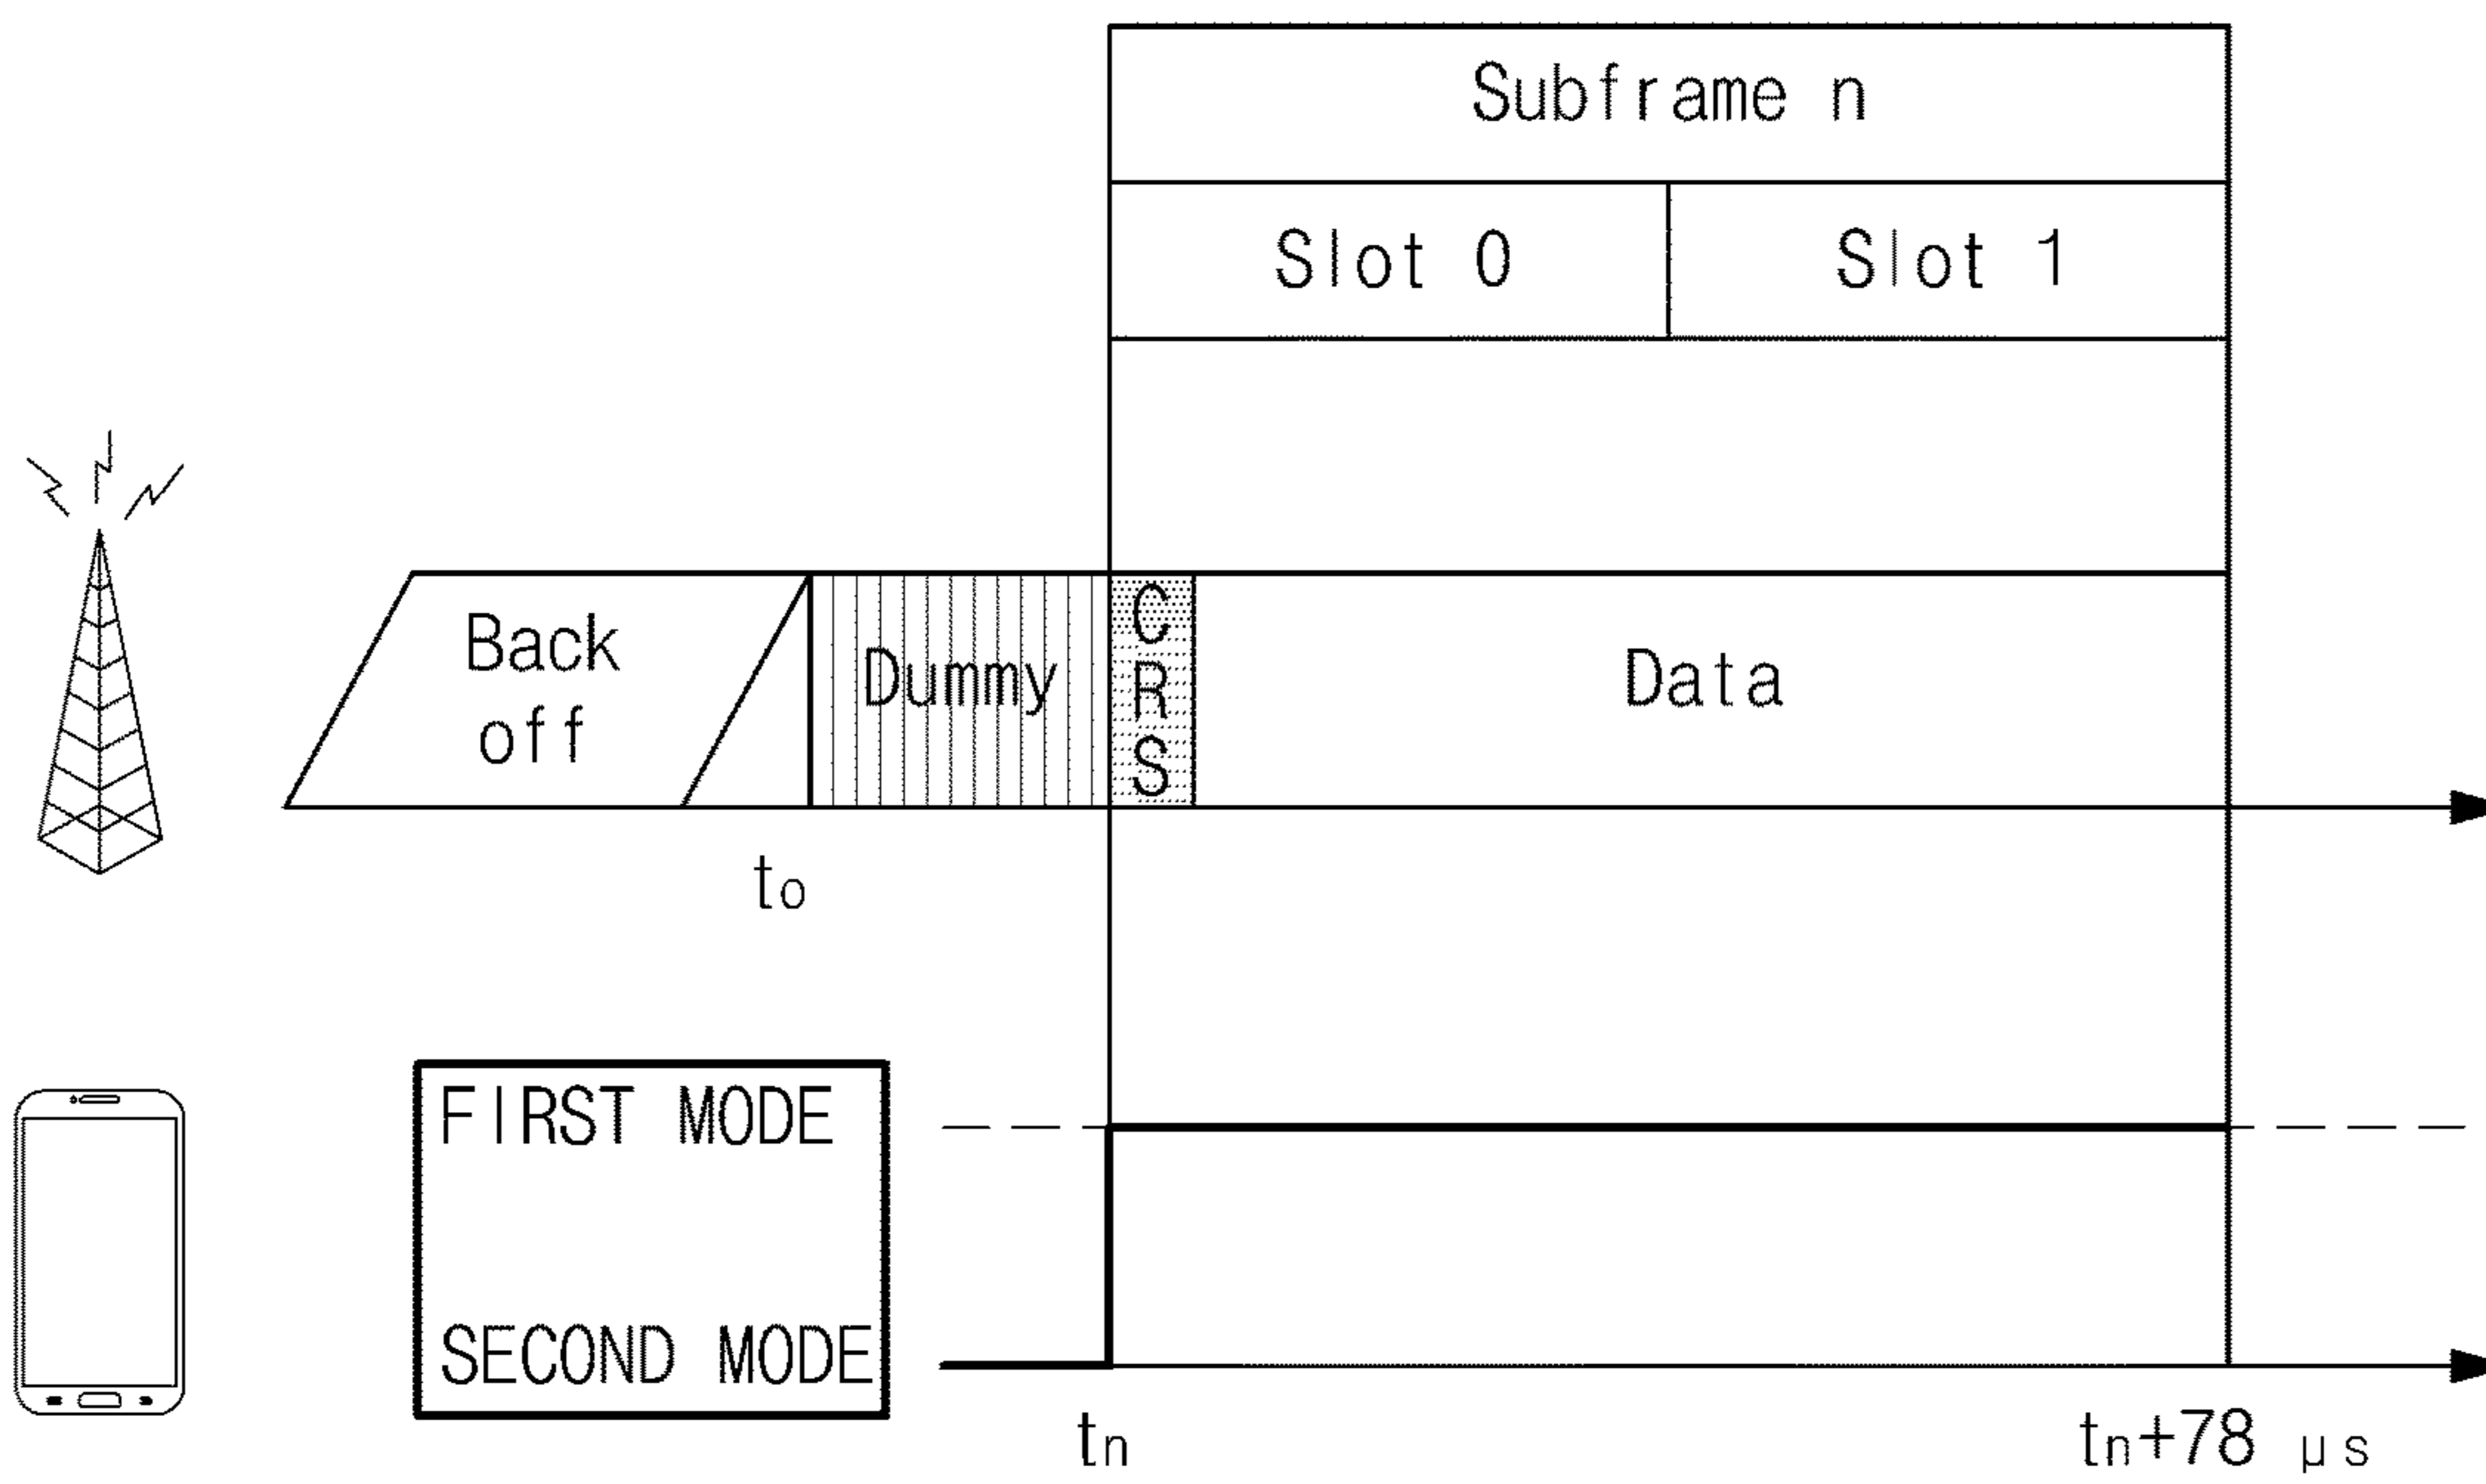 Subframe n
Slot 0
Slot 1
Back
off
Dummy
C
R
S
Data
to
FIRST MODE
SECOND MODE
tn
tn+78 μs